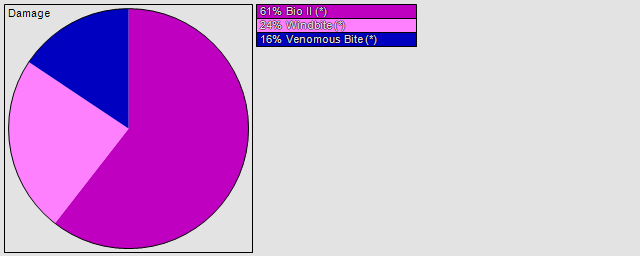 Damage
61% Bio II (*)
24% Windbite (*)
16% Venomous Bite (*)